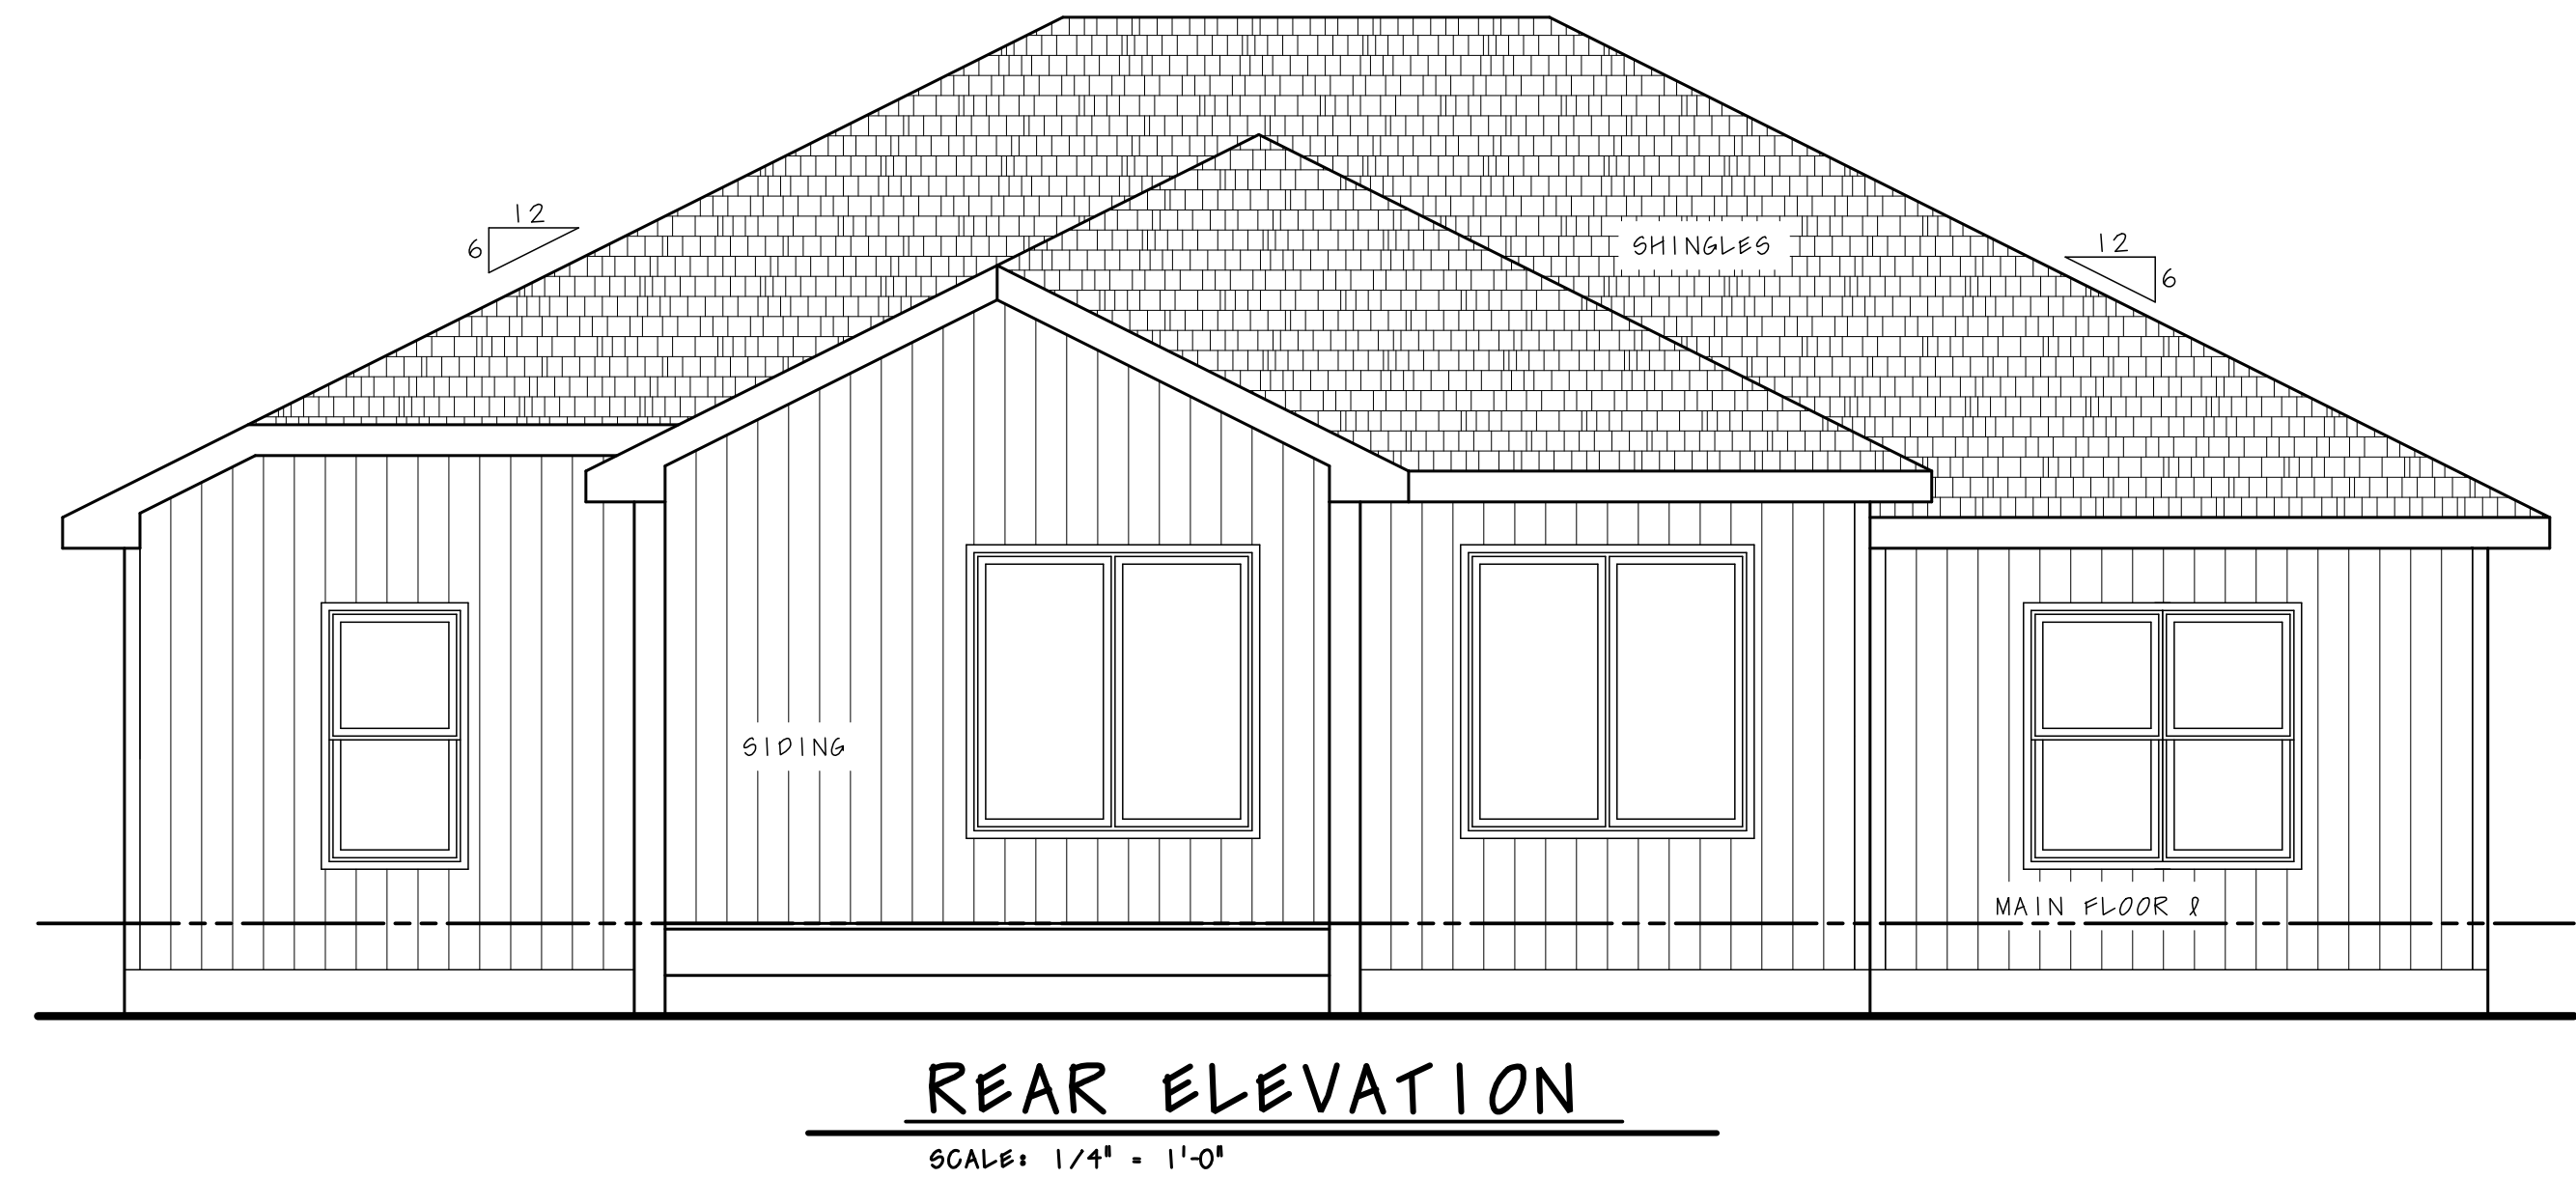 12
6
SHINGLES
12
6
SIDING
MAIN FLOOR
REAR ELEVATION
SCALE: 1/4" = 1'-0"